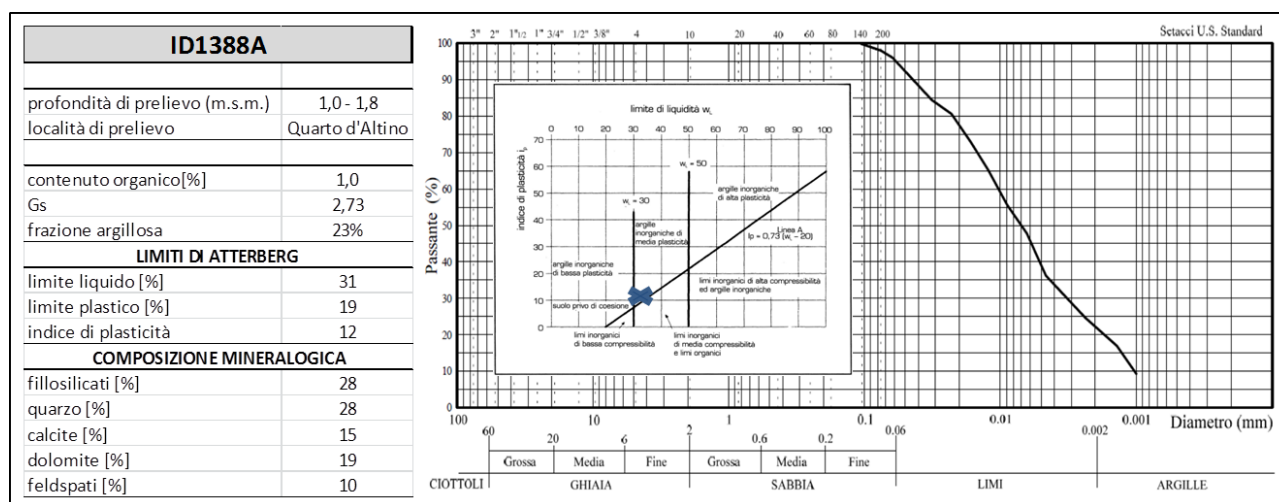 ID1388A
profondità di prelievo (m.s.m.) 1,0 - 1,8
località di prelievo Quarto d'Altino
contenuto organico[%] 1,0
Gs 2,73
frazione argillosa 23%
LIMITI DI ATTERBERG
limite liquido [%] 31
limite plastico [%] 19
indice di plasticità 12
COMPOSIZIONE MINERALOGICA
fillosilicati [%] 28
quarzo [%] 28
calcite [%] 15
dolomite [%] 19
feldspati [%] 10
Setacci U.S. Standard
3" 2" 1"1/2 1" 3/4" 1/2" 3/8" 4 10 20 40 60 80 140 200
Passante (%)
100
90
80
70
60
50
40
30
20
10
0
limite di liquidità wL
0 10 20 30 40 50 60 70 80 90 100
indice di plasticità ip
70
60
50
40
30
20
10
0
wL = 50
wL = 30
argille inorganiche
di alta plasticità
argille
inorganiche di
media plasticità
Linea A
Ip = 0,73 (wL – 20)
argille inorganiche
di bassa plasticità
limi inorganici di alta compressibilità
ed argille inorganiche
suolo privo di coesione
limi inorganici
di bassa compressibilità
limi inorganici
di media compressibilità
e limi organici
100 10 1 0.1 0.01 0.001 Diametro (mm)
60 20 6 2 0.6 0.2 0.06 0.002
Grossa Media Fine Grossa Media Fine
CIOTTOLI GHIAIA SABBIA LIMI ARGILLE